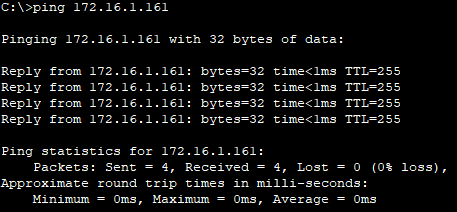 C:\>ping 172.16.1.161
Pinging 172.16.1.161 with 32 bytes of data:
Reply from 172.16.1.161: bytes=32 time<1ms TTL=255
Reply from 172.16.1.161: bytes=32 time<1ms TTL=255
Reply from 172.16.1.161: bytes=32 time<1ms TTL=255
Reply from 172.16.1.161: bytes=32 time<1ms TTL=255
Ping statistics for 172.16.1.161:
    Packets: Sent = 4, Received = 4, Lost = 0 (0% loss),
Approximate round trip times in milli-seconds:
    Minimum = 0ms, Maximum = 0ms, Average = 0ms